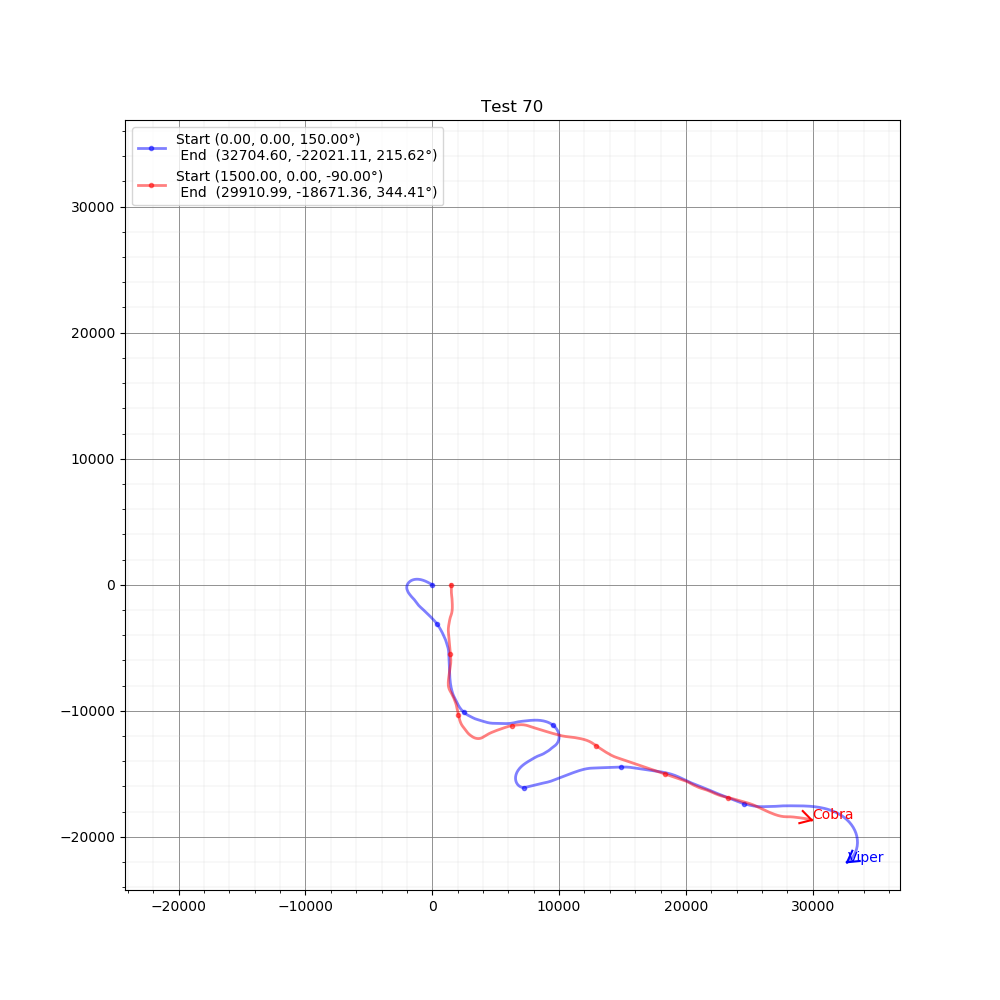 Test 70
Start (0.00, 0.00, 150.00°)
End (32704.60, -22021.11, 215.62°)
Start (1500.00, 0.00, -90.00°)
End (29910.99, -18671.36, 344.41°)
30000
20000
10000
0
−10000
−20000
Cobra
Viper
−20000 −10000 0 10000 20000 30000